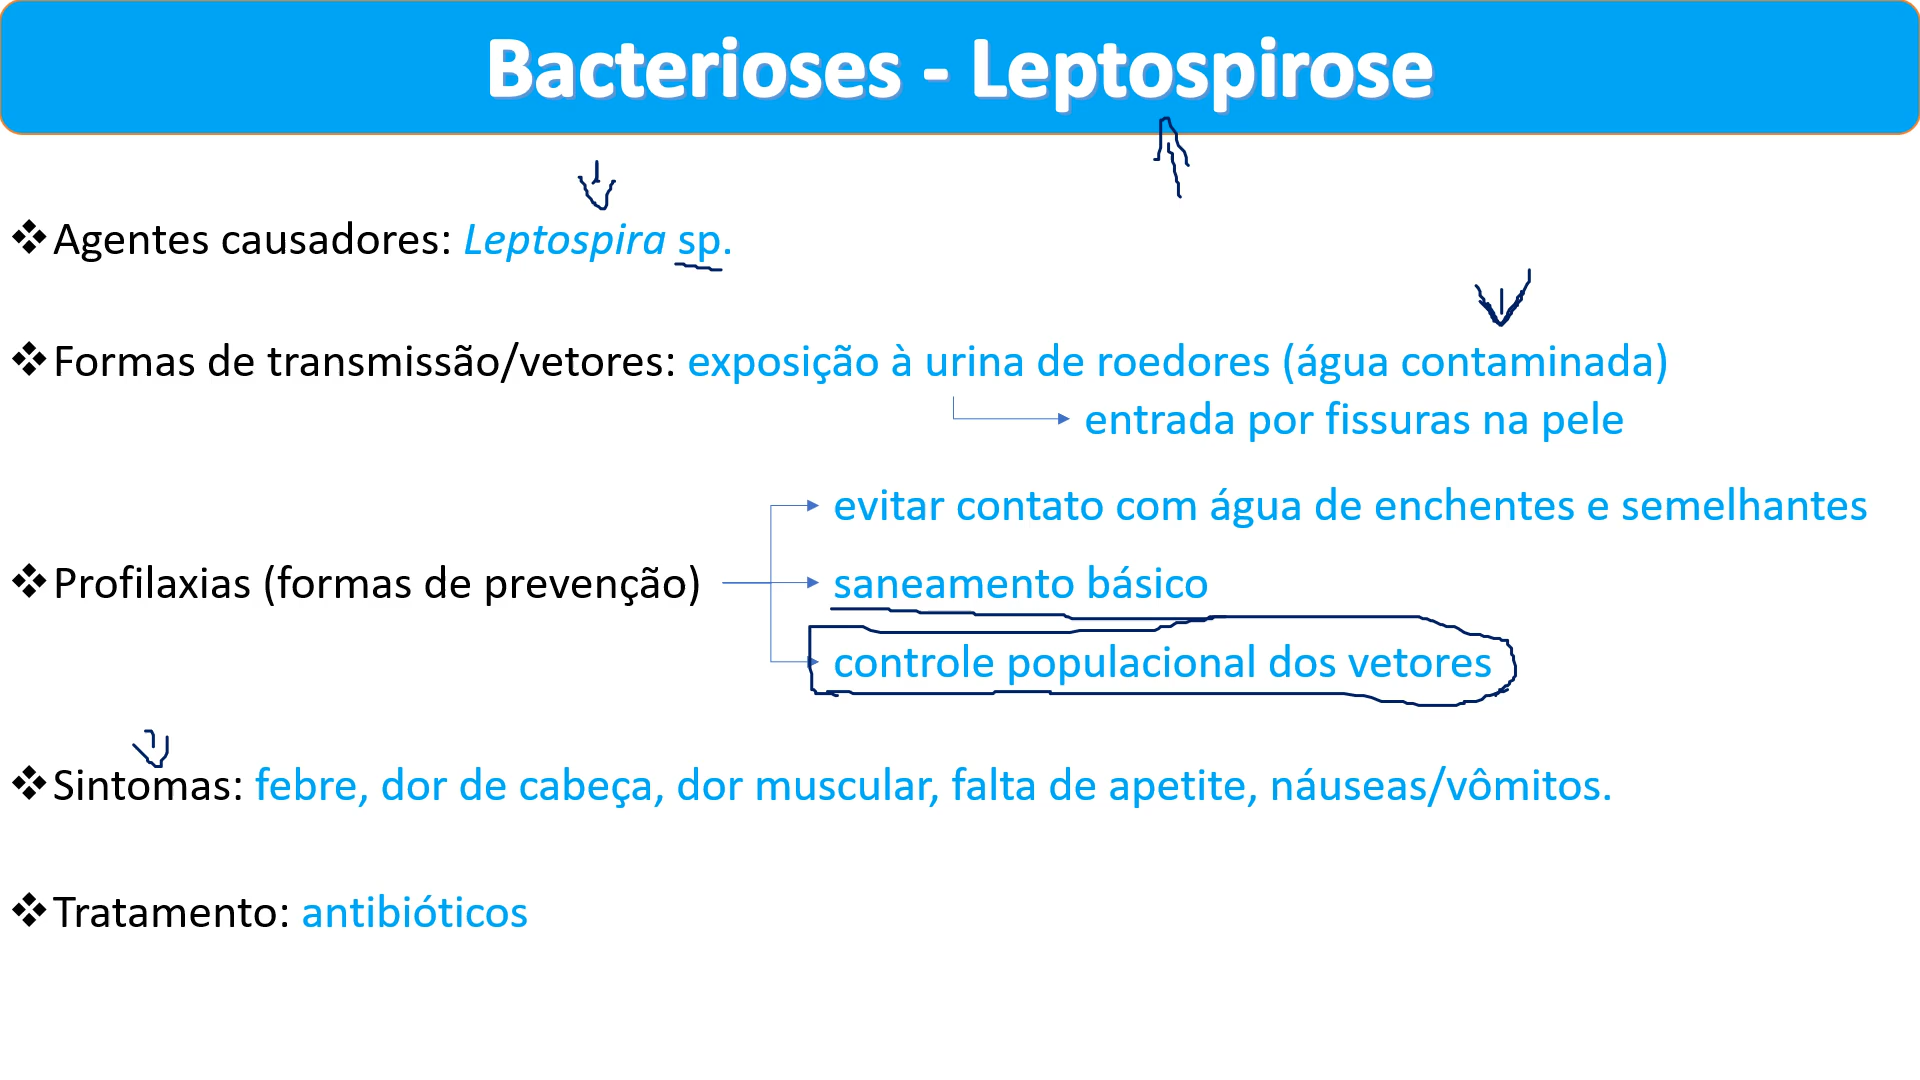 Bacterioses - Leptospirose
❖Agentes causadores: Leptospira sp.
❖Formas de transmissão/vetores: exposição à urina de roedores (água contaminada)
entrada por fissuras na pele
evitar contato com água de enchentes e semelhantes
❖Profilaxias (formas de prevenção)
saneamento básico
controle populacional dos vetores
❖Sintomas: febre, dor de cabeça, dor muscular, falta de apetite, náuseas/vômitos.
❖Tratamento: antibióticos